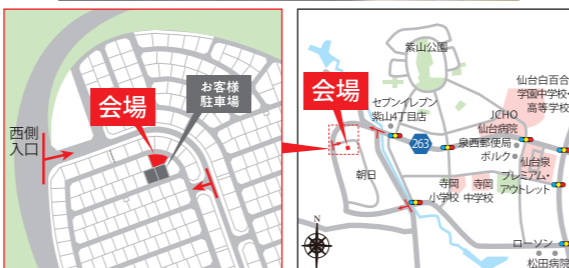 会場
お客様
駐車場
西側
入口
紫山公園
会場
セブンイレブン
紫山4丁目店
263
仙台白百合
学園中学校・
高等学校
JCHO
仙台病院
泉西郵便局
ポルク
仙台泉
プレミアム・
アウトレット
朝日
寺岡
小学校
寺岡
中学校
N
ローソン
松田病院